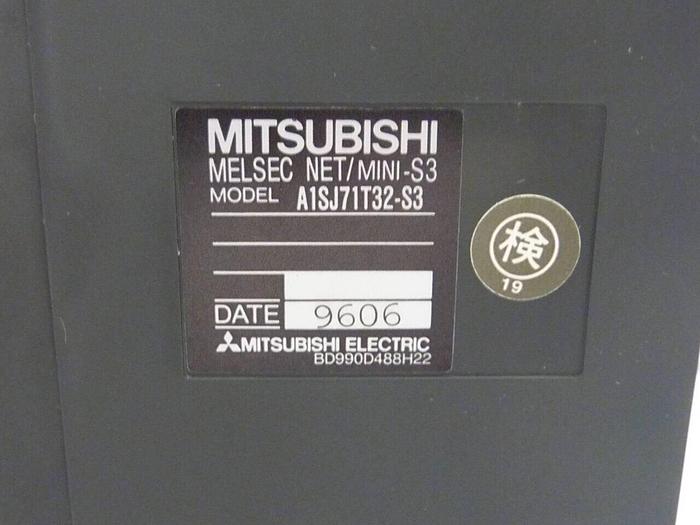 MITSUBISHI
MELSEC NET/MINI-S3
MODEL A1SJ71T32-S3
DATE 9606
MITSUBISHI ELECTRIC
BD990D488H22
検
19